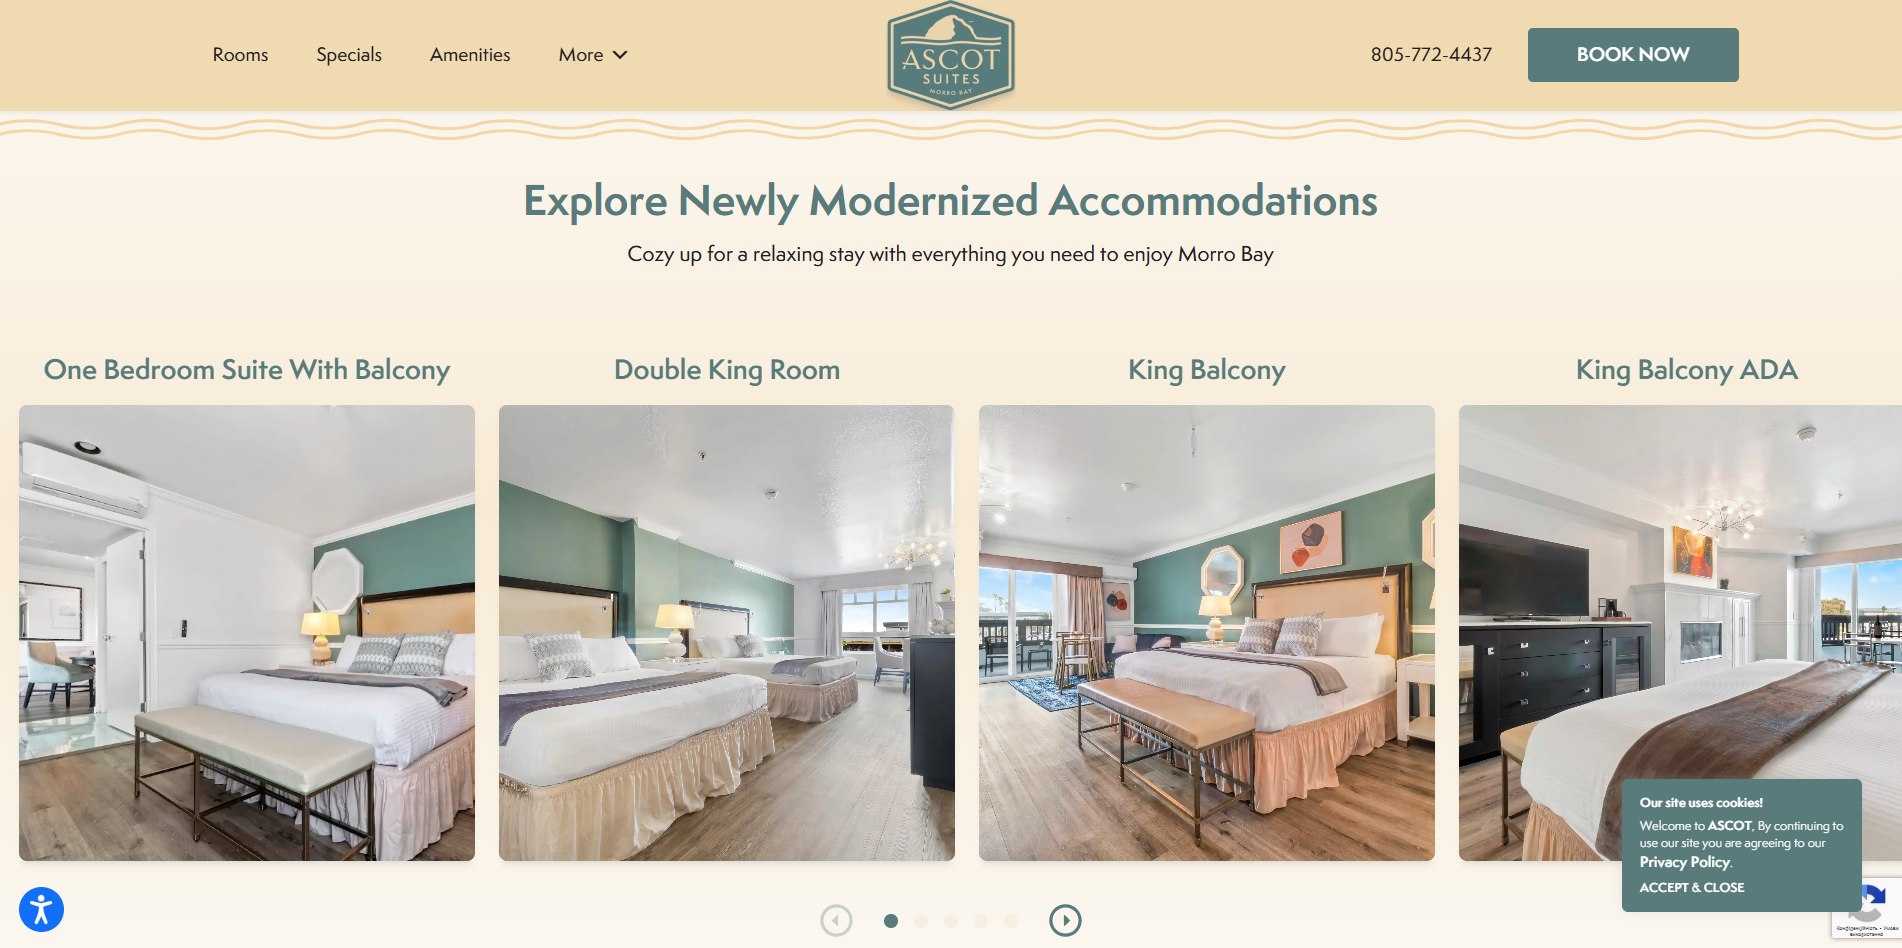 Rooms
Specials
Amenities
More
ASCOT
SUITES
MORRO BAY
805-772-4437
BOOK NOW
Explore Newly Modernized Accommodations
Cozy up for a relaxing stay with everything you need to enjoy Morro Bay
One Bedroom Suite With Balcony
Double King Room
King Balcony
King Balcony ADA
Our site uses cookies!
Welcome to ASCOT, By continuing to
use our site you are agreeing to our
Privacy Policy.
ACCEPT & CLOSE
Конфіденційність - Умови
використання